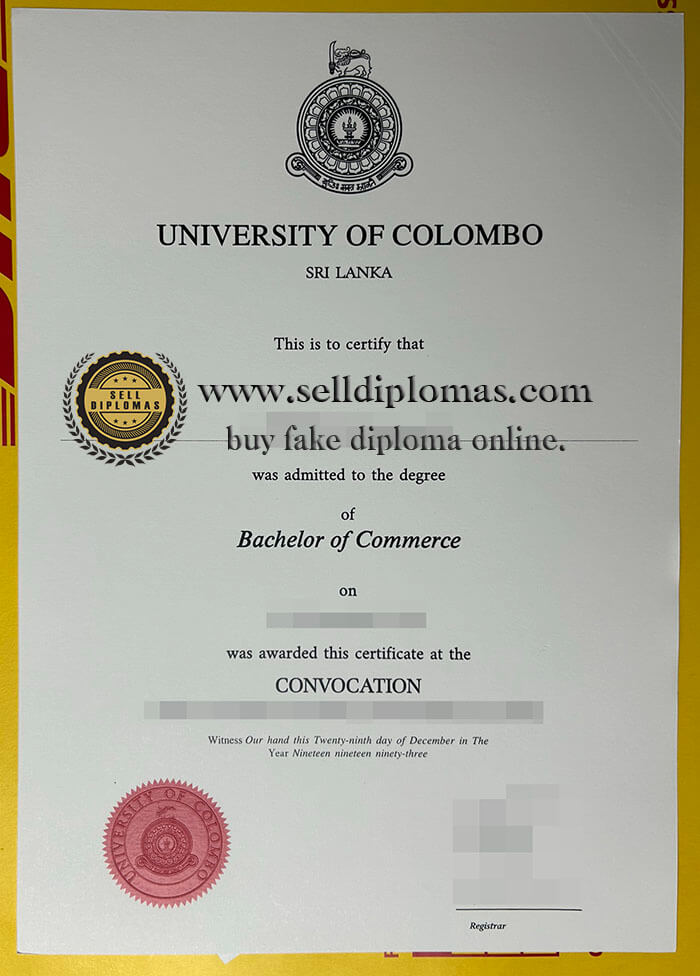 UNIVERSITY OF COLOMBO
SRI LANKA
This is to certify that
SELL
DIPLOMAS
www.selldiplomas.com
buy fake diploma online.
was admitted to the degree
of
Bachelor of Commerce
on
was awarded this certificate at the
CONVOCATION
Witness Our hand this Twenty-ninth day of December in The
Year Nineteen nineteen ninety-three
UNIVERSITY OF COLOMBO
Registrar